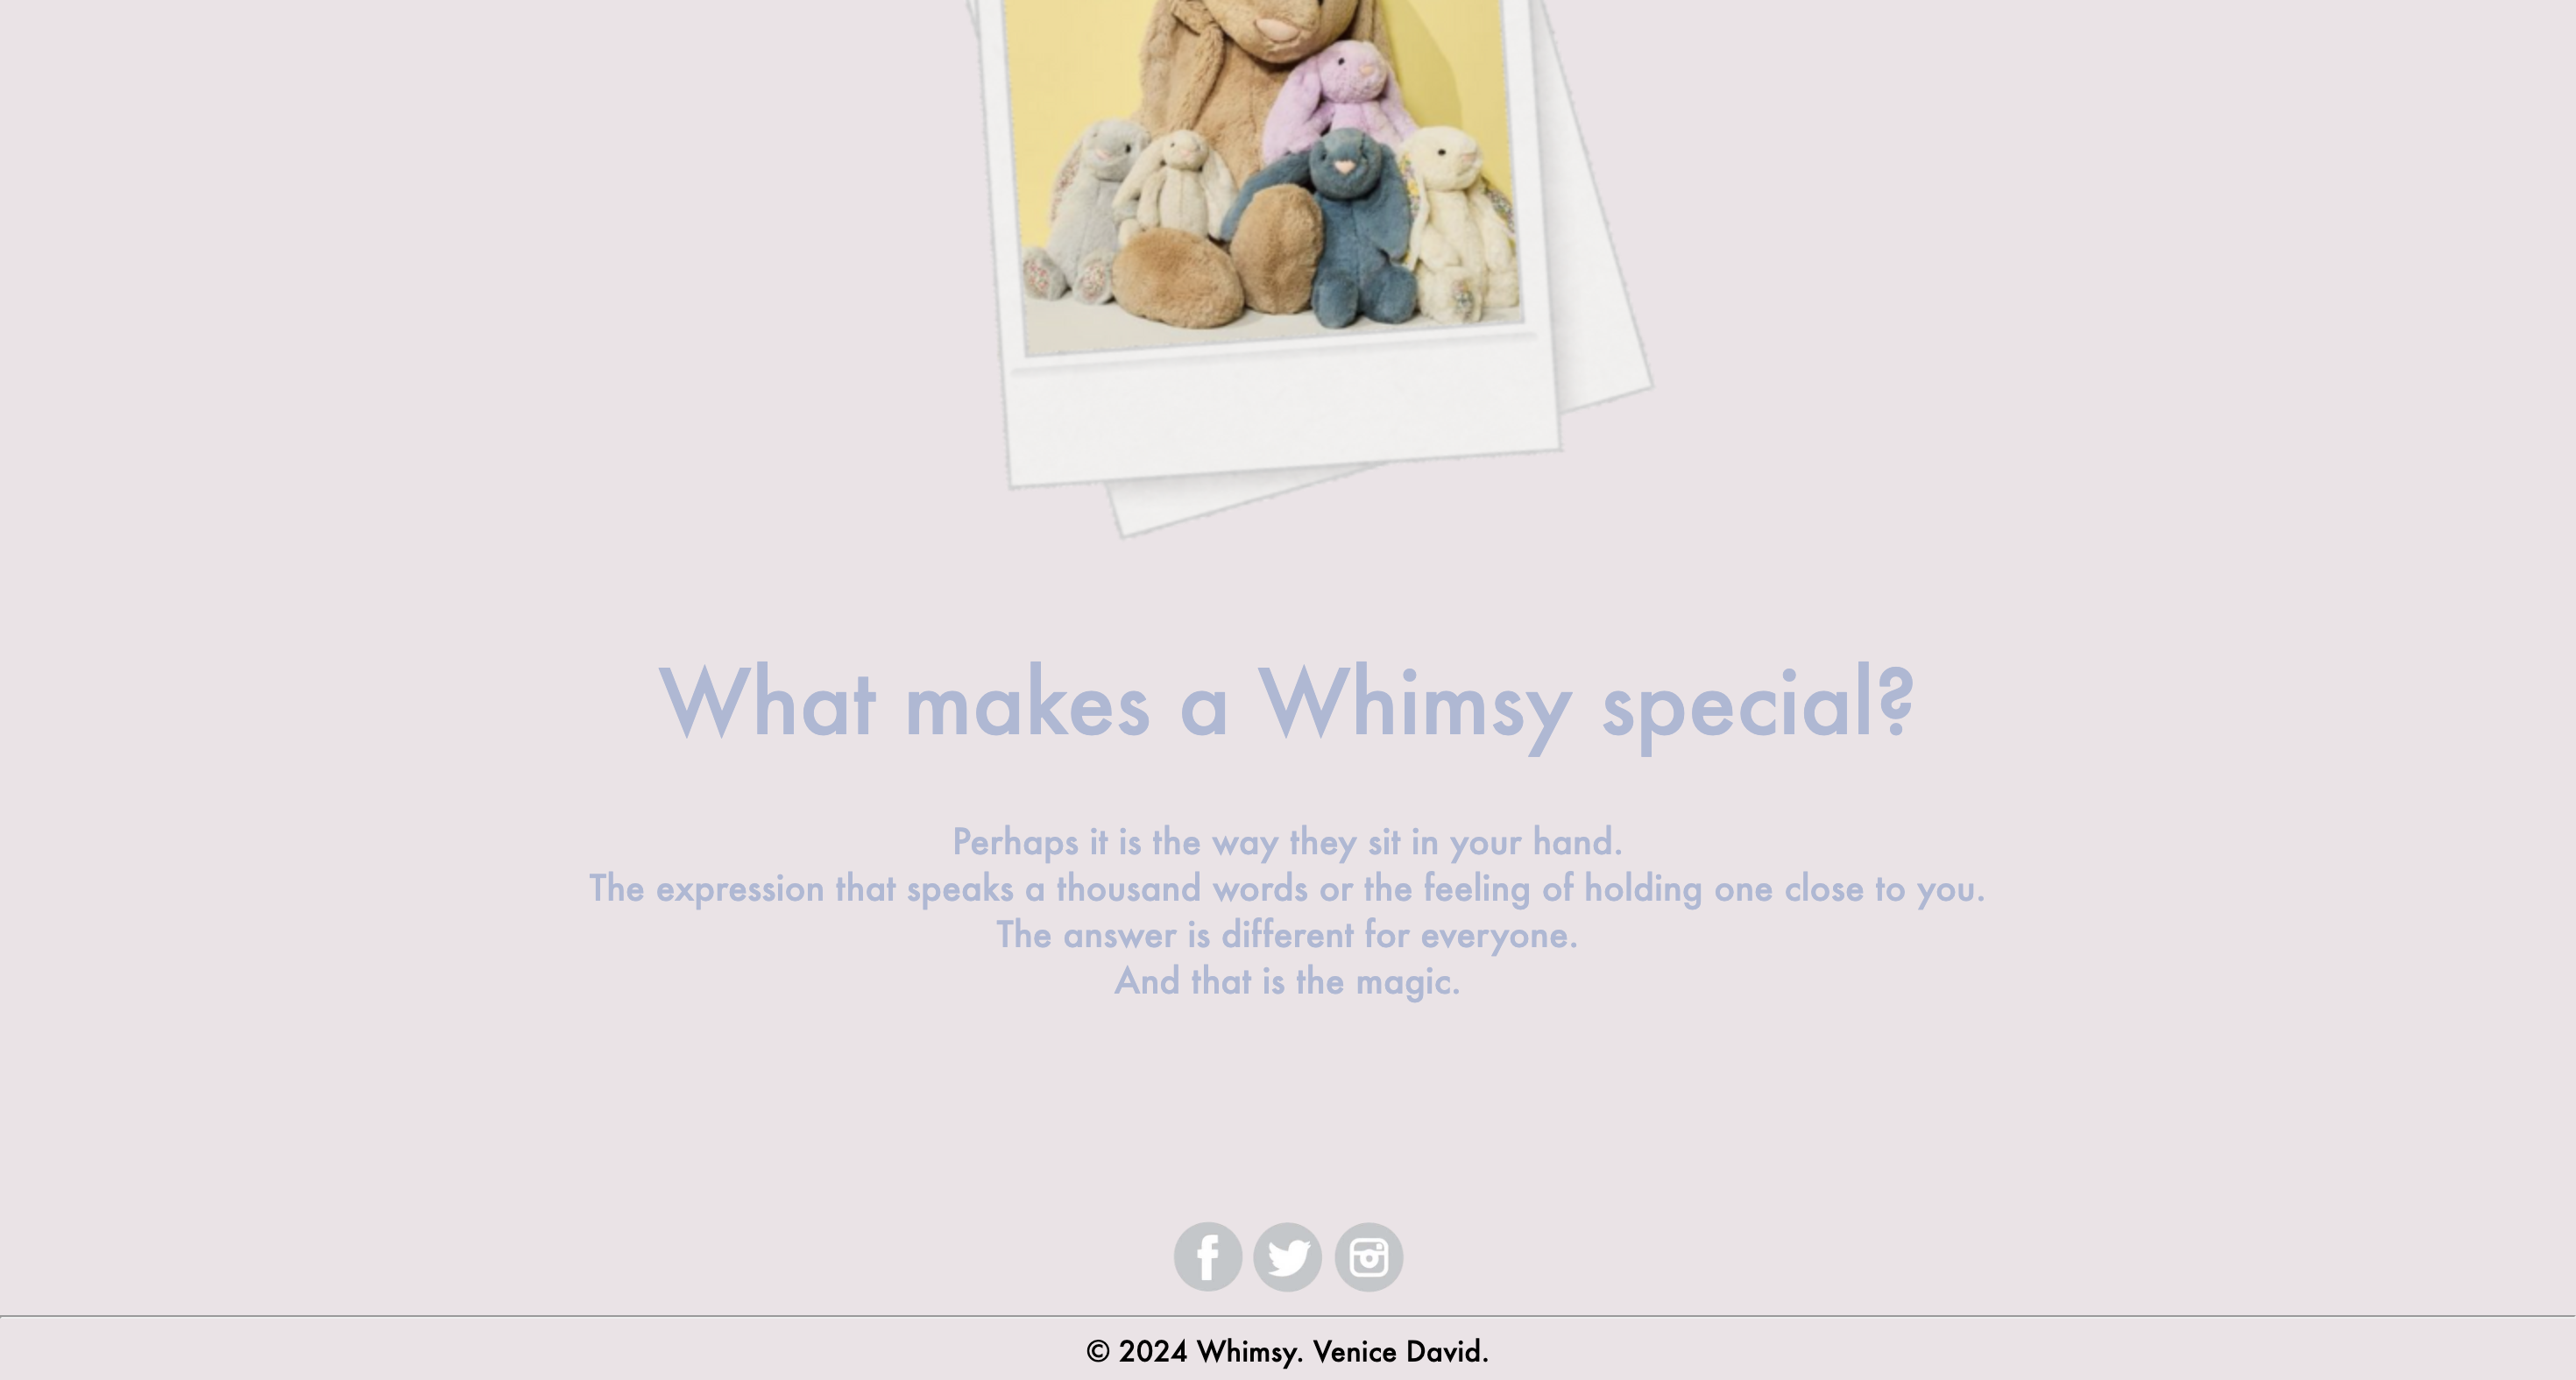 What makes a Whimsy special?
Perhaps it is the way they sit in your hand.
The expression that speaks a thousand words or the feeling of holding one close to you.
The answer is different for everyone.
And that is the magic.
© 2024 Whimsy. Venice David.